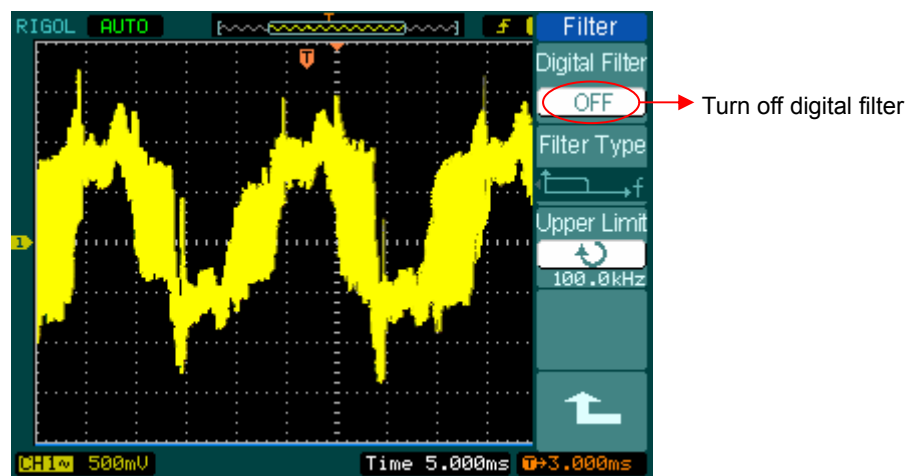 RIGOL AUTO T f Filter
T
Digital Filter
OFF
Turn off digital filter
Filter Type
f
Upper Limit
1
100.0kHz
CH1~ 500mV Time 5.000ms T→3.000ms